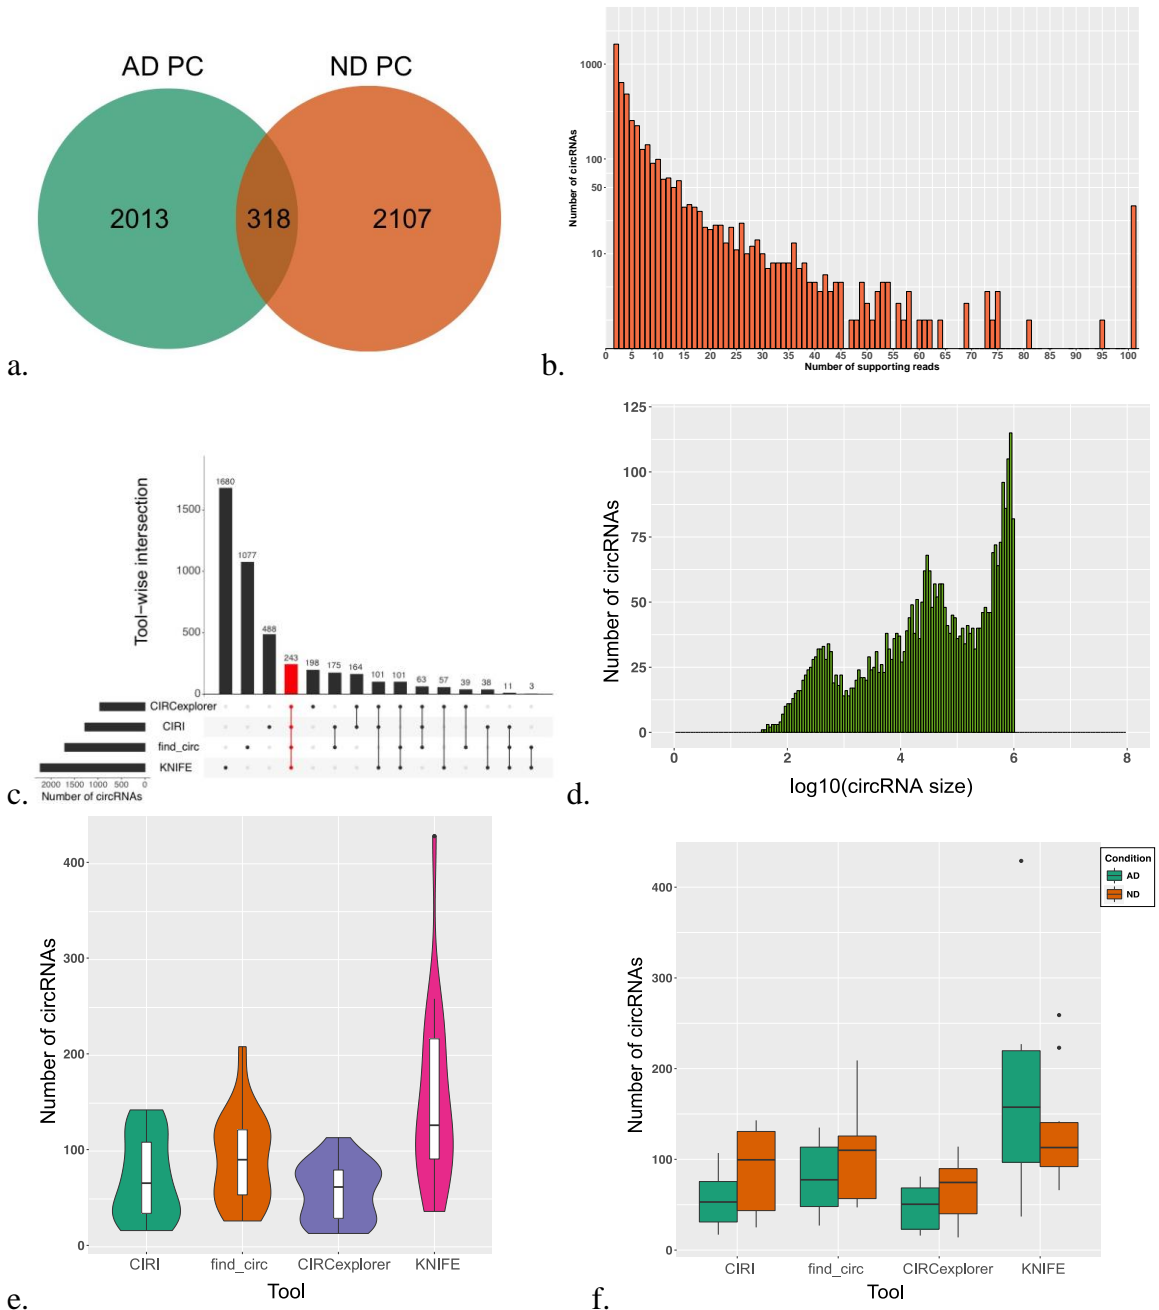 AD PC
ND PC
2013
318
2107
a.
Number of circRNAs
1000
100
50
10
0 5 10 15 20 25 30 35 40 45 50 55 60 65 70 75 80 85 90 95 100
Number of supporting reads
b.
Tool-wise intersection
1500
1000
500
0
1680
1077
488
243
198
175
164
101
101
63
57
39
38
11
3
CIRCexplorer
CIRI
find_circ
KNIFE
2000 1500 1000 500 0
Number of circRNAs
c.
Number of circRNAs
125
100
75
50
25
0
0 2 4 6 8
log10(circRNA size)
d.
Number of circRNAs
400
300
200
100
0
CIRI find_circ CIRCexplorer KNIFE
Tool
e.
Number of circRNAs
400
300
200
100
0
CIRI find_circ CIRCexplorer KNIFE
Tool
Condition
AD
ND
f.